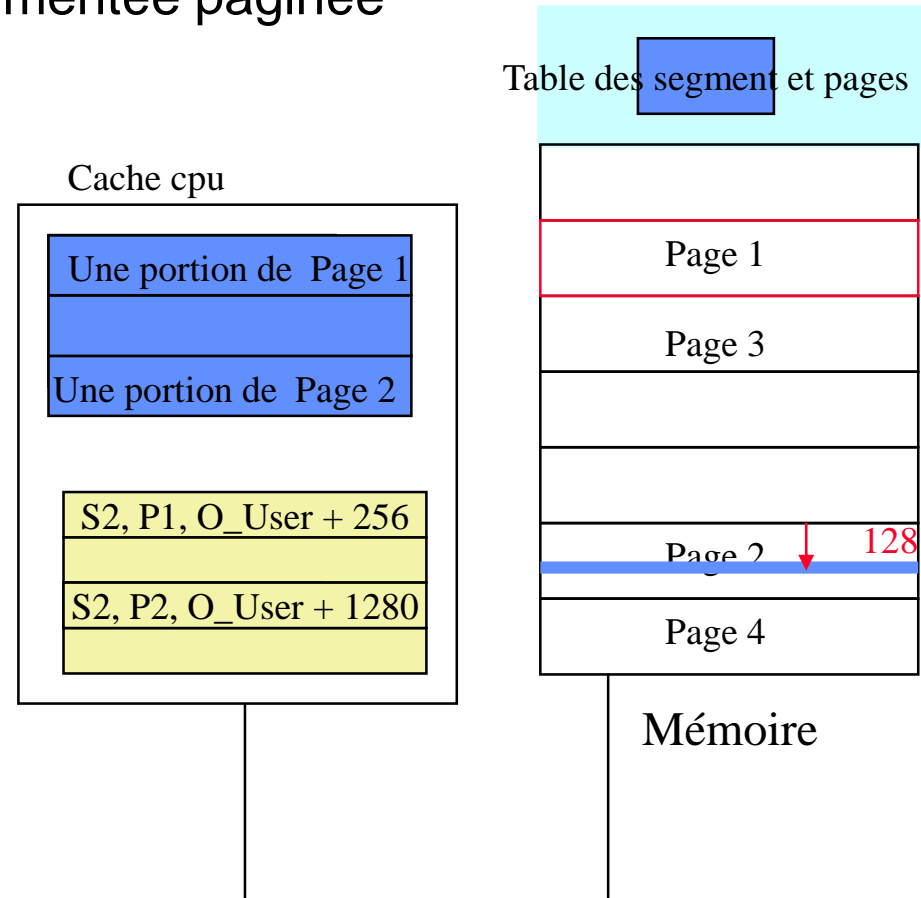 mentée paginée
Table des segment et pages
Cache cpu
Une portion de Page 1
Une portion de Page 2
S2, P1, O_User + 256
S2, P2, O_User + 1280
Page 1
Page 3
Page 2
128
Page 4
Mémoire